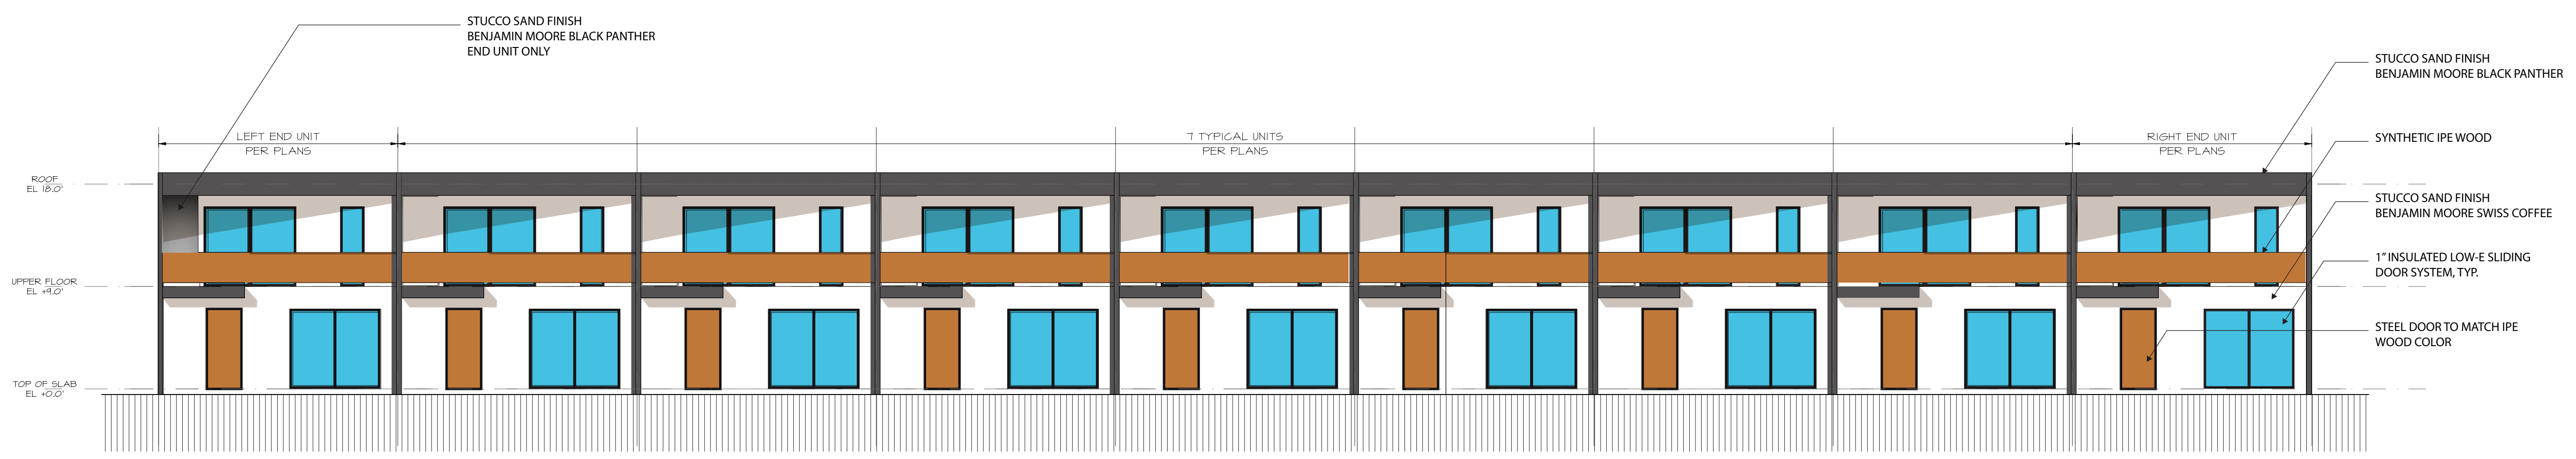 STUCCO SAND FINISH
BENJAMIN MOORE BLACK PANTHER
END UNIT ONLY
STUCCO SAND FINISH
BENJAMIN MOORE BLACK PANTHER
LEFT END UNIT
PER PLANS
7 TYPICAL UNITS
PER PLANS
RIGHT END UNIT
PER PLANS
SYNTHETIC IPE WOOD
ROOF
EL 18.0'
STUCCO SAND FINISH
BENJAMIN MOORE SWISS COFFEE
1" INSULATED LOW-E SLIDING
DOOR SYSTEM, TYP.
UPPER FLOOR
EL +9.0'
STEEL DOOR TO MATCH IPE
WOOD COLOR
TOP OF SLAB
EL +0.0'